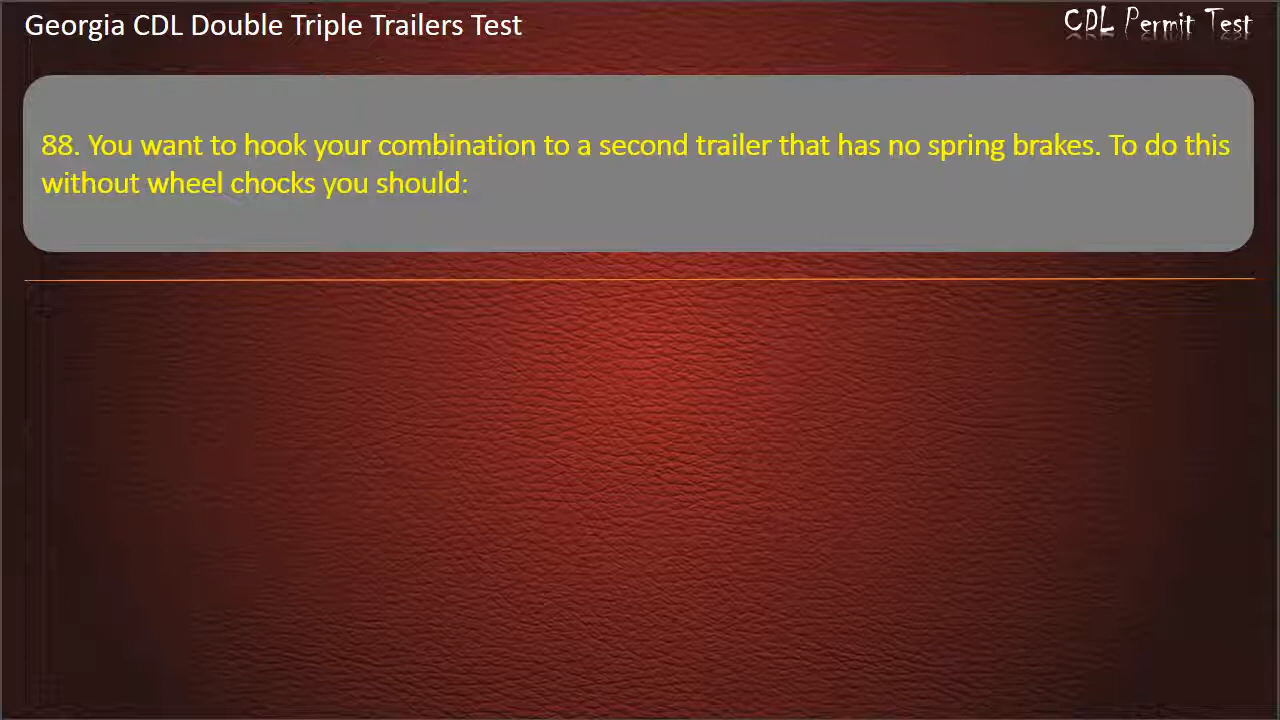 Georgia CDL Double Triple Trailers Test
CDL Permit Test
88. You want to hook your combination to a second trailer that has no spring brakes. To do this
without wheel chocks you should: